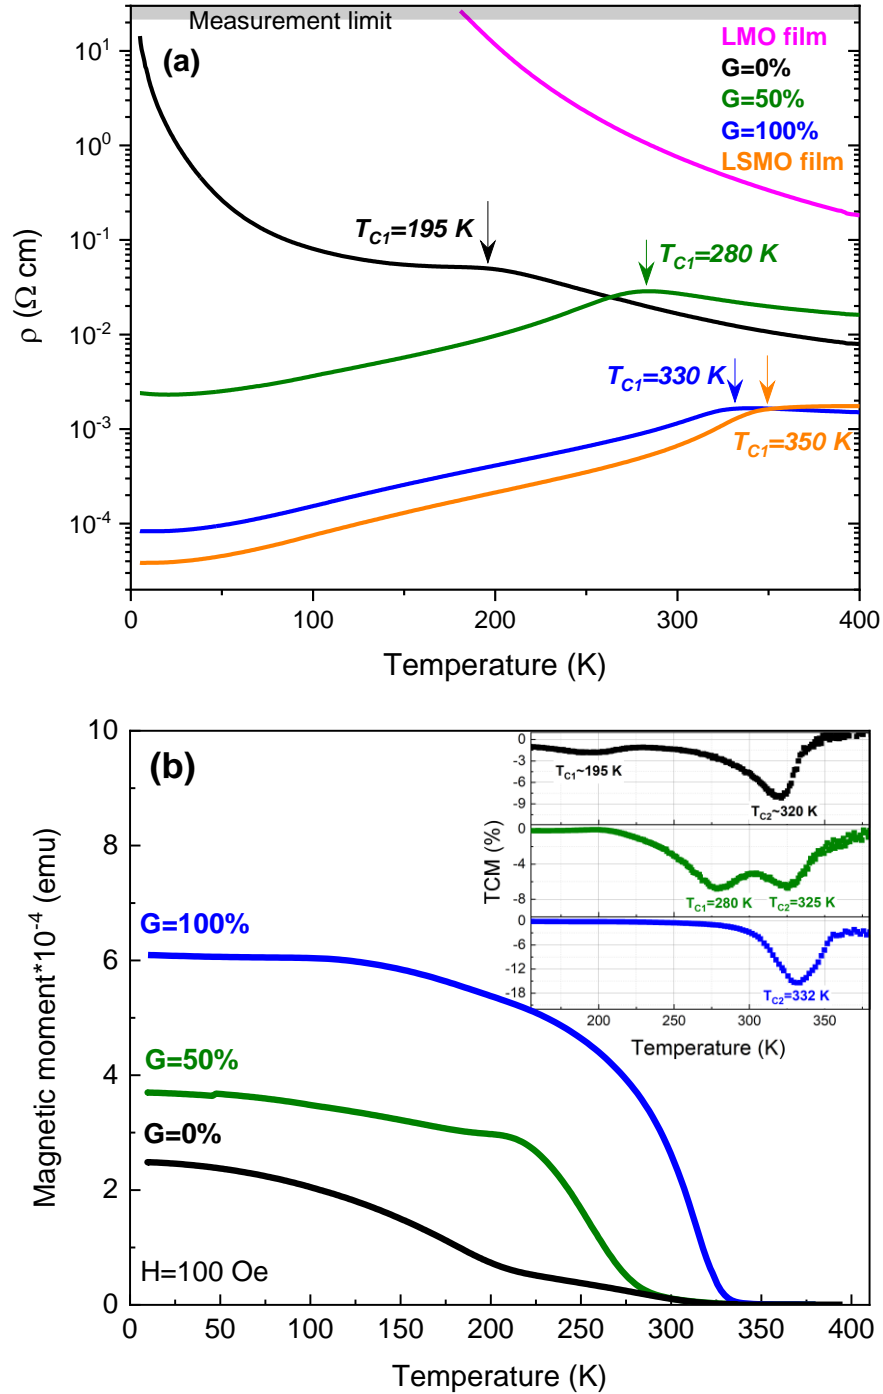 Measurement limit
(a)
LMO film
G=0%
G=50%
G=100%
LSMO film
T_C1=195 K
T_C1=280 K
T_C1=330 K
T_C1=350 K
10^1
10^0
10^-1
10^-2
10^-3
10^-4
ρ (Ω cm)
0 100 200 300 400
Temperature (K)
(b)
10
8
6
4
2
0
Magnetic moment*10^-4 (emu)
G=100%
G=50%
G=0%
H=100 Oe
0 50 100 150 200 250 300 350 400
Temperature (K)
0
-3
-6
-9
T_C1~195 K
T_C2~320 K
0
-4
-8
T_C1=280 K
T_C2=325 K
0
-6
-12
-18
T_C2=332 K
TCM (%)
200 250 300 350
Temperature (K)